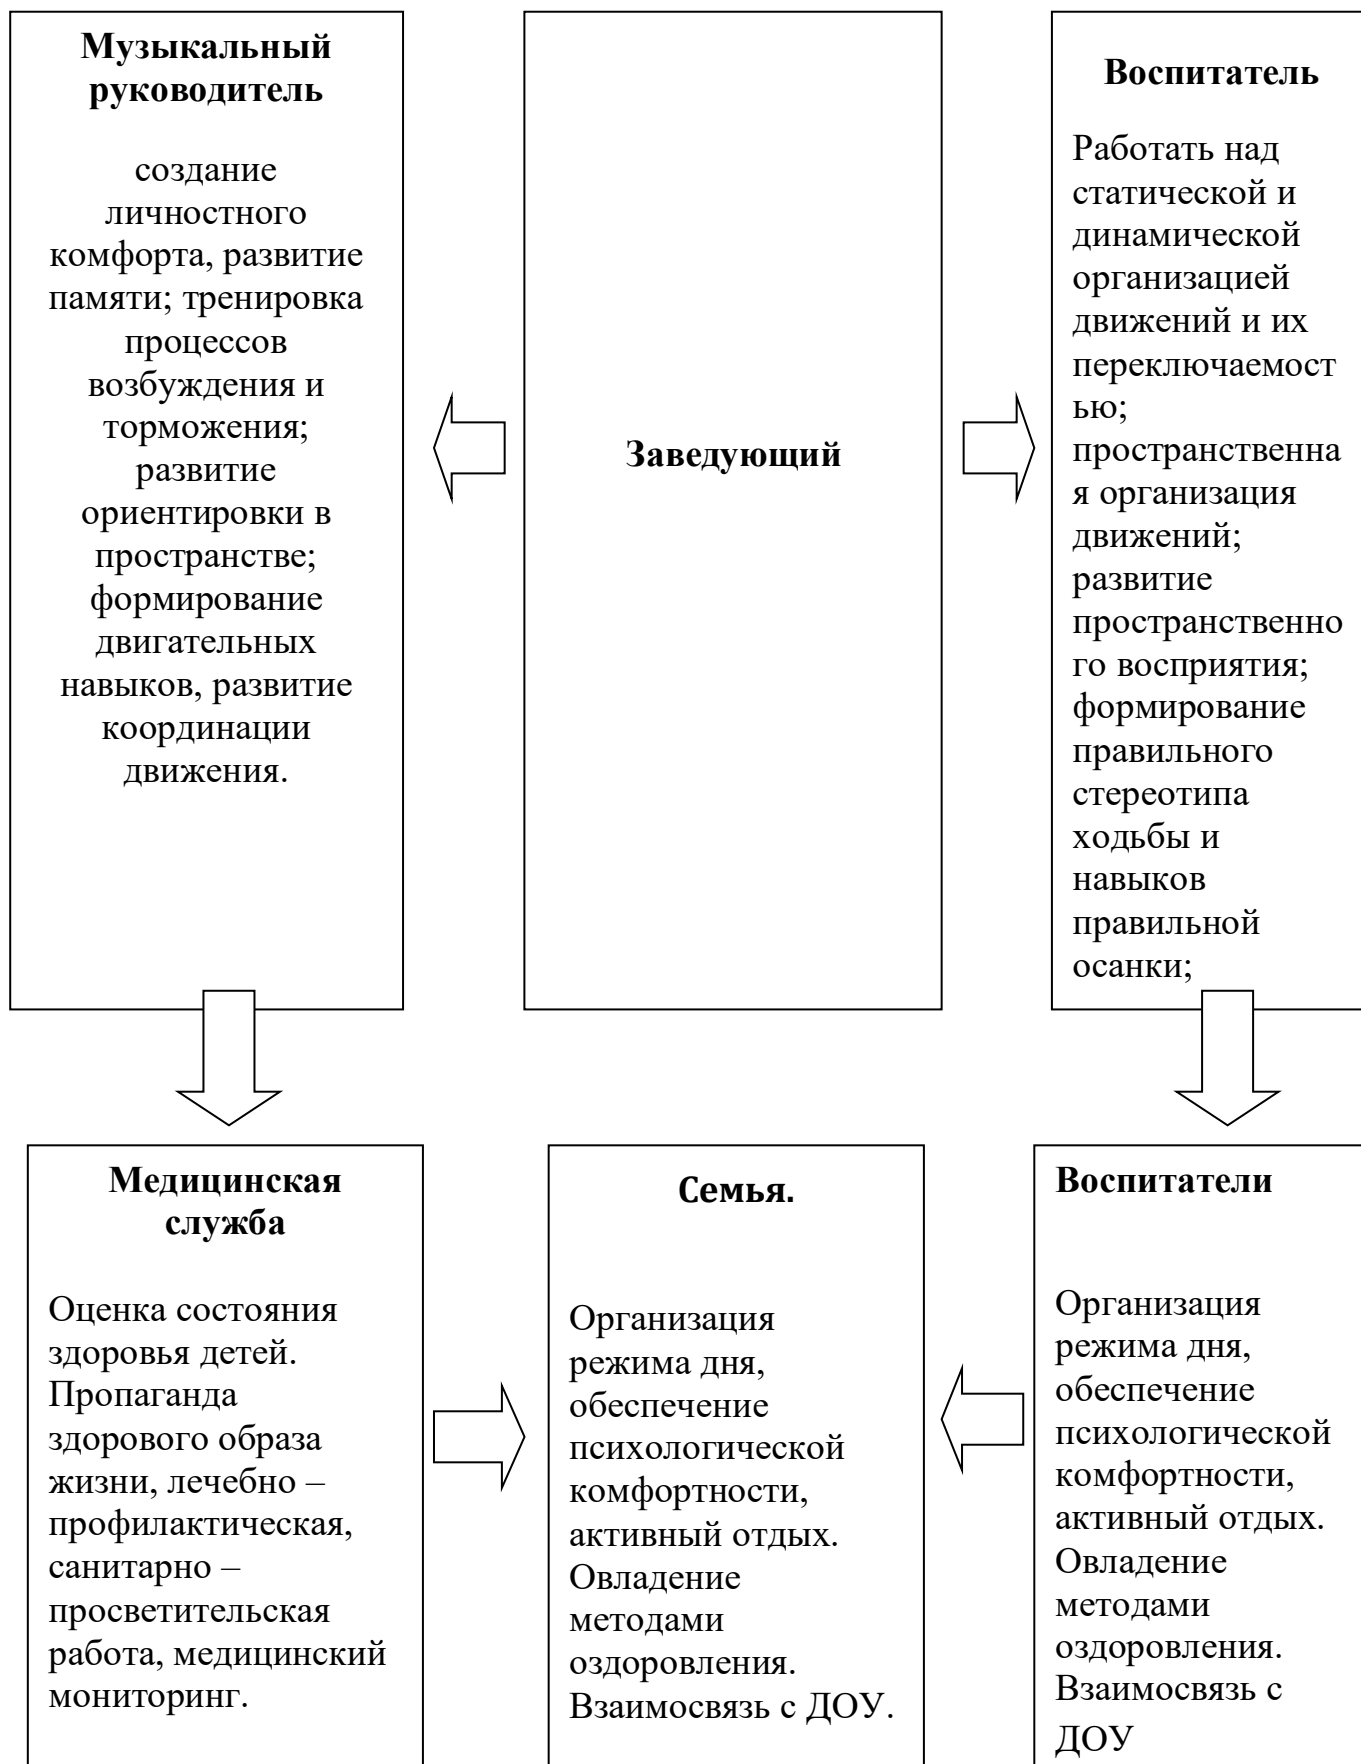 Музыкальный
руководитель
создание
личностного
комфорта, развитие
памяти; тренировка
процессов
возбуждения и
торможения;
развитие
ориентировки в
пространстве;
формирование
двигательных
навыков, развитие
координации
движения.
Заведующий
Воспитатель
Работать над
статической и
динамической
организацией
движений и их
переключаемост
ью;
пространственна
я организация
движений;
развитие
пространственно
го восприятия;
формирование
правильного
стереотипа
ходьбы и
навыков
правильной
осанки;
Медицинская
служба
Оценка состояния
здоровья детей.
Пропаганда
здорового образа
жизни, лечебно –
профилактическая,
санитарно –
просветительская
работа, медицинский
мониторинг.
Семья.
Организация
режима дня,
обеспечение
психологической
комфортности,
активный отдых.
Овладение
методами
оздоровления.
Взаимосвязь с ДОУ.
Воспитатели
Организация
режима дня,
обеспечение
психологической
комфортности,
активный отдых.
Овладение
методами
оздоровления.
Взаимосвязь с
ДОУ